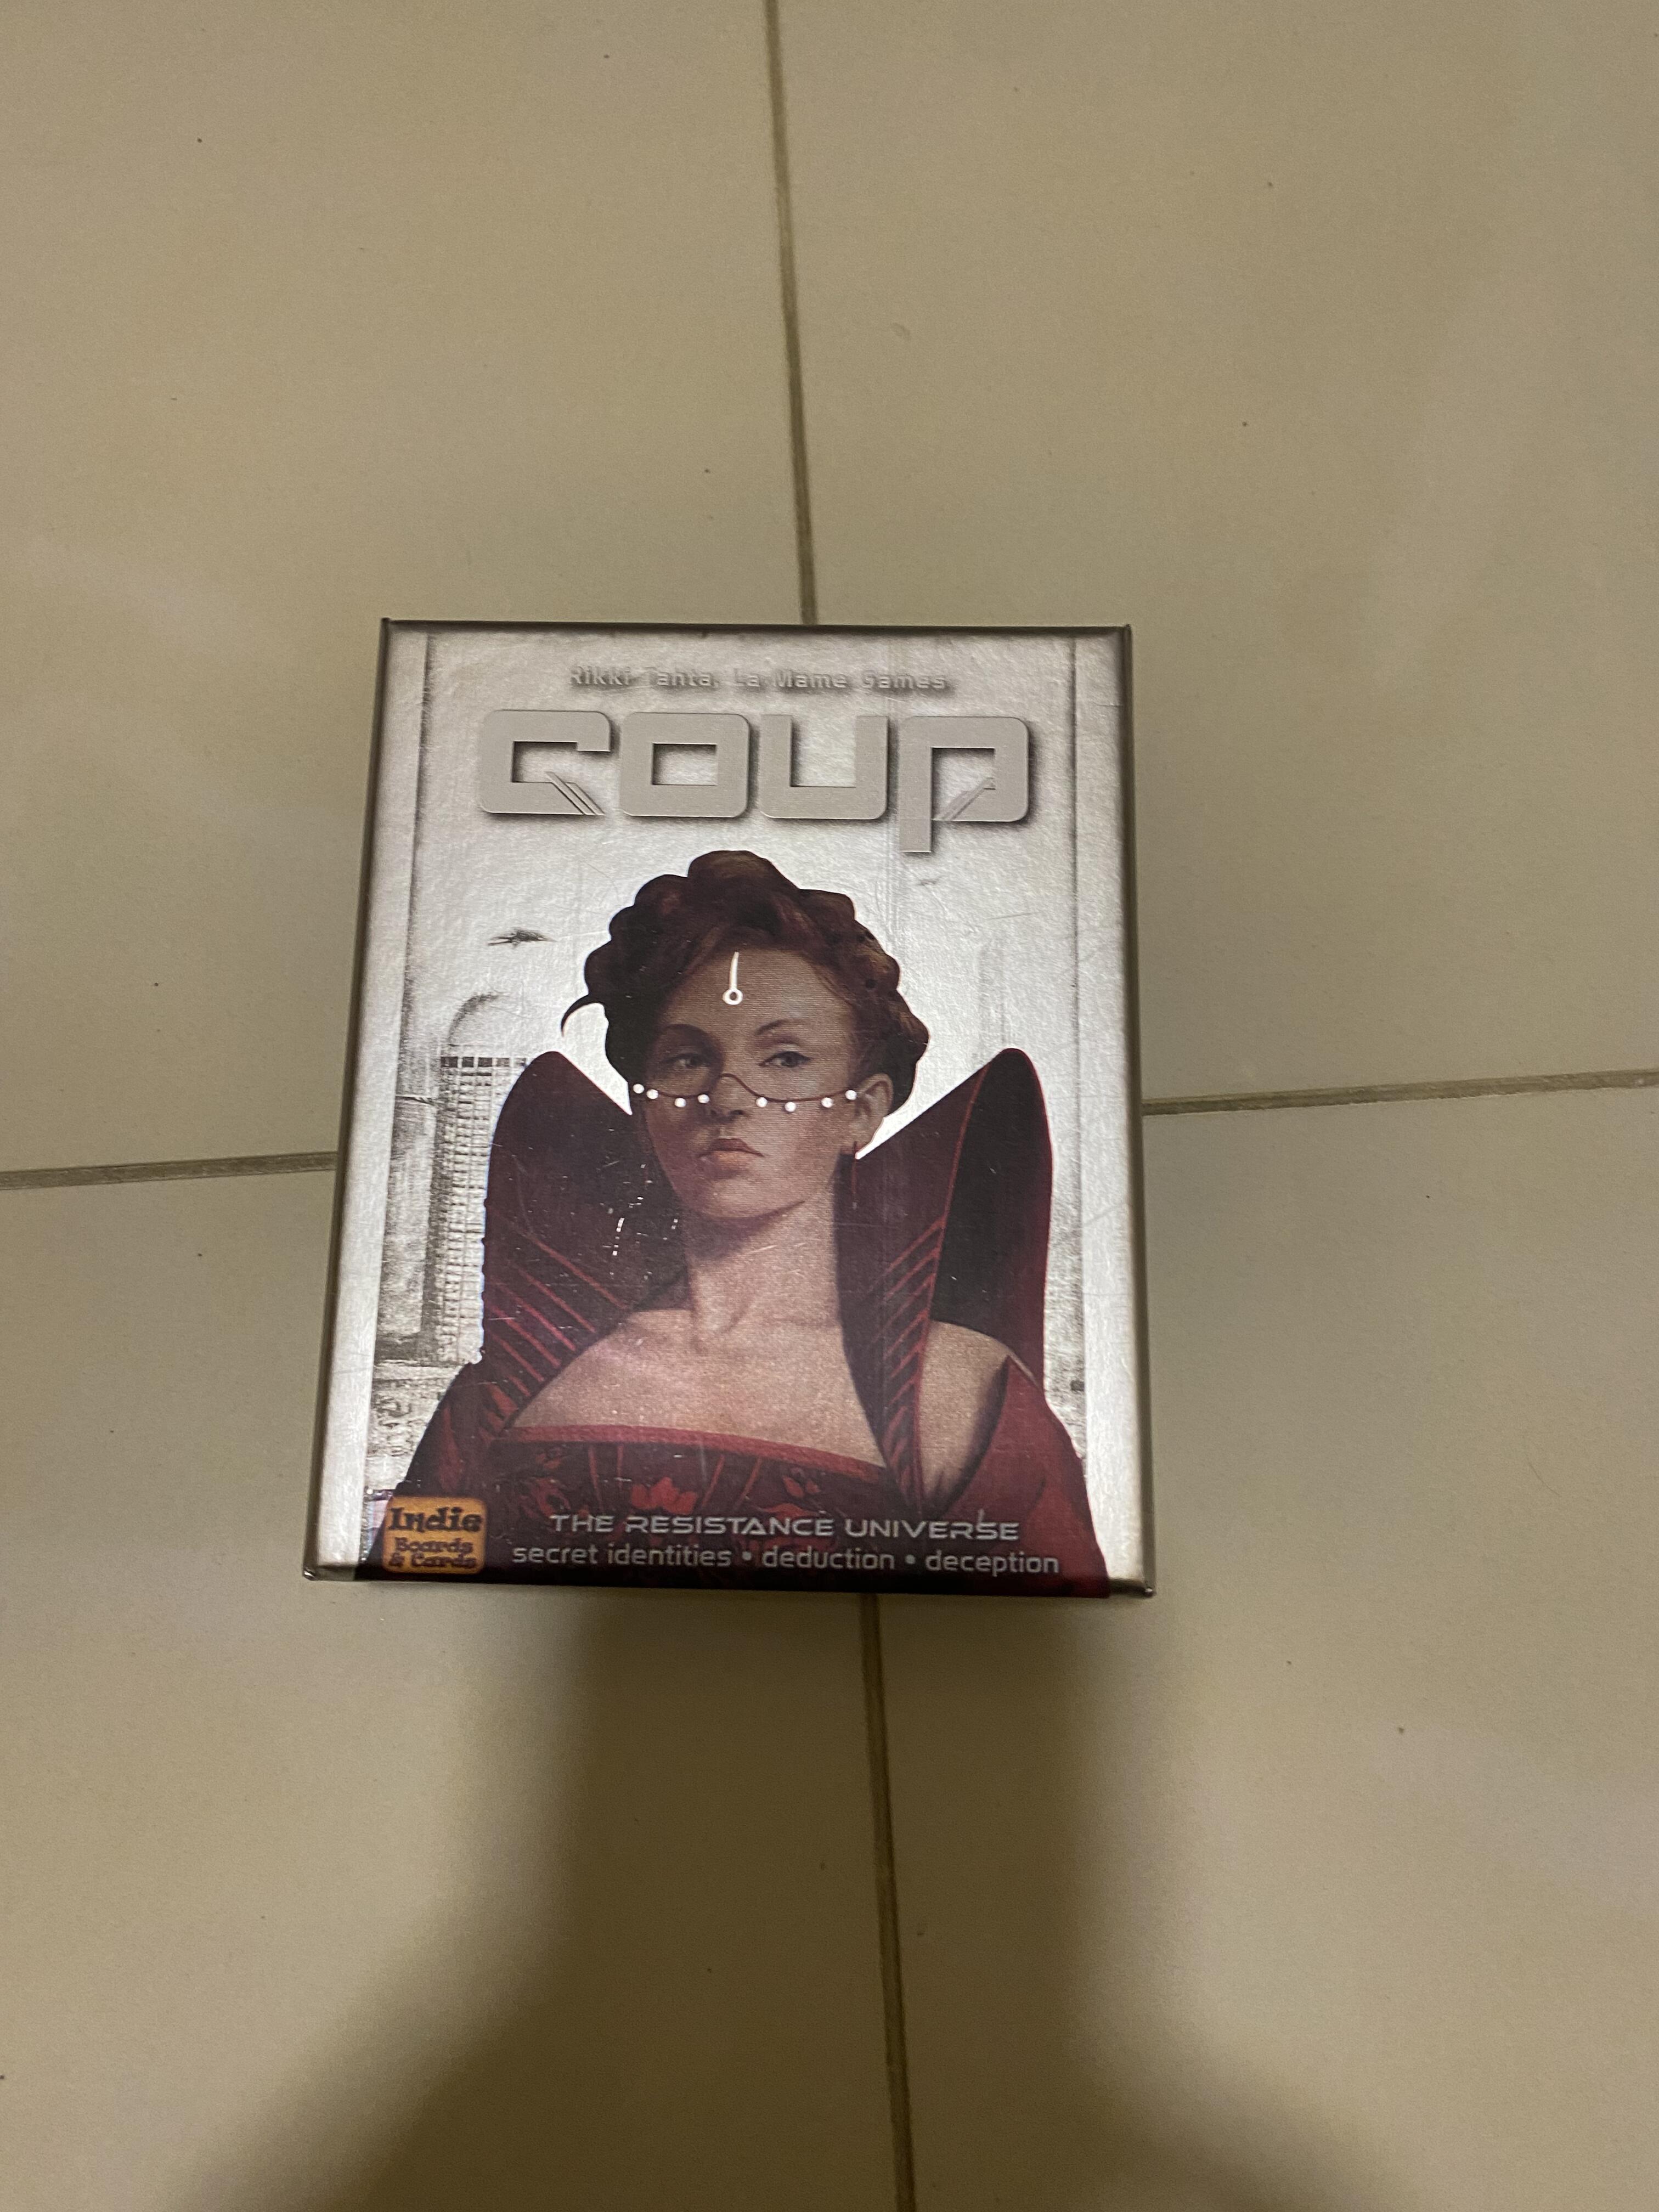 Rikki Tahta, La Mame Games
COUP
Indie
Boards
& Cards
THE RESISTANCE UNIVERSE
secret identities • deduction • deception